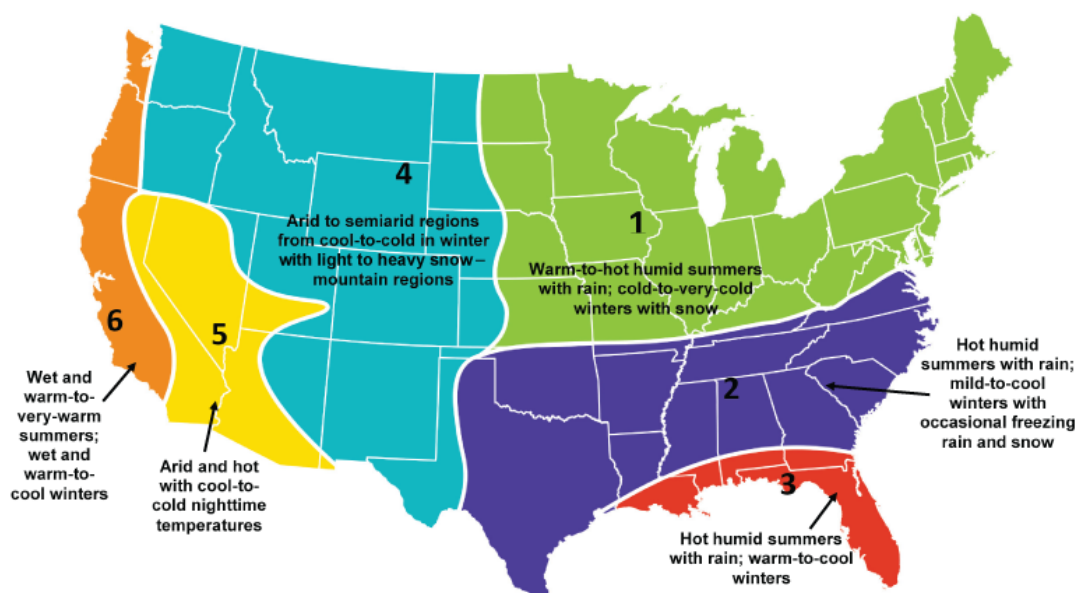 4
Arid to semiarid regions
from cool-to-cold in winter
with light to heavy snow–
mountain regions
1
Warm-to-hot humid summers
with rain; cold-to-very-cold
winters with snow
6
5
2
3
Wet and
warm-to-
very-warm
summers;
wet and
warm-to-
cool winters
Arid and hot
with cool-to-
cold nighttime
temperatures
Hot humid
summers with rain;
mild-to-cool
winters with
occasional freezing
rain and snow
Hot humid summers
with rain; warm-to-cool
winters